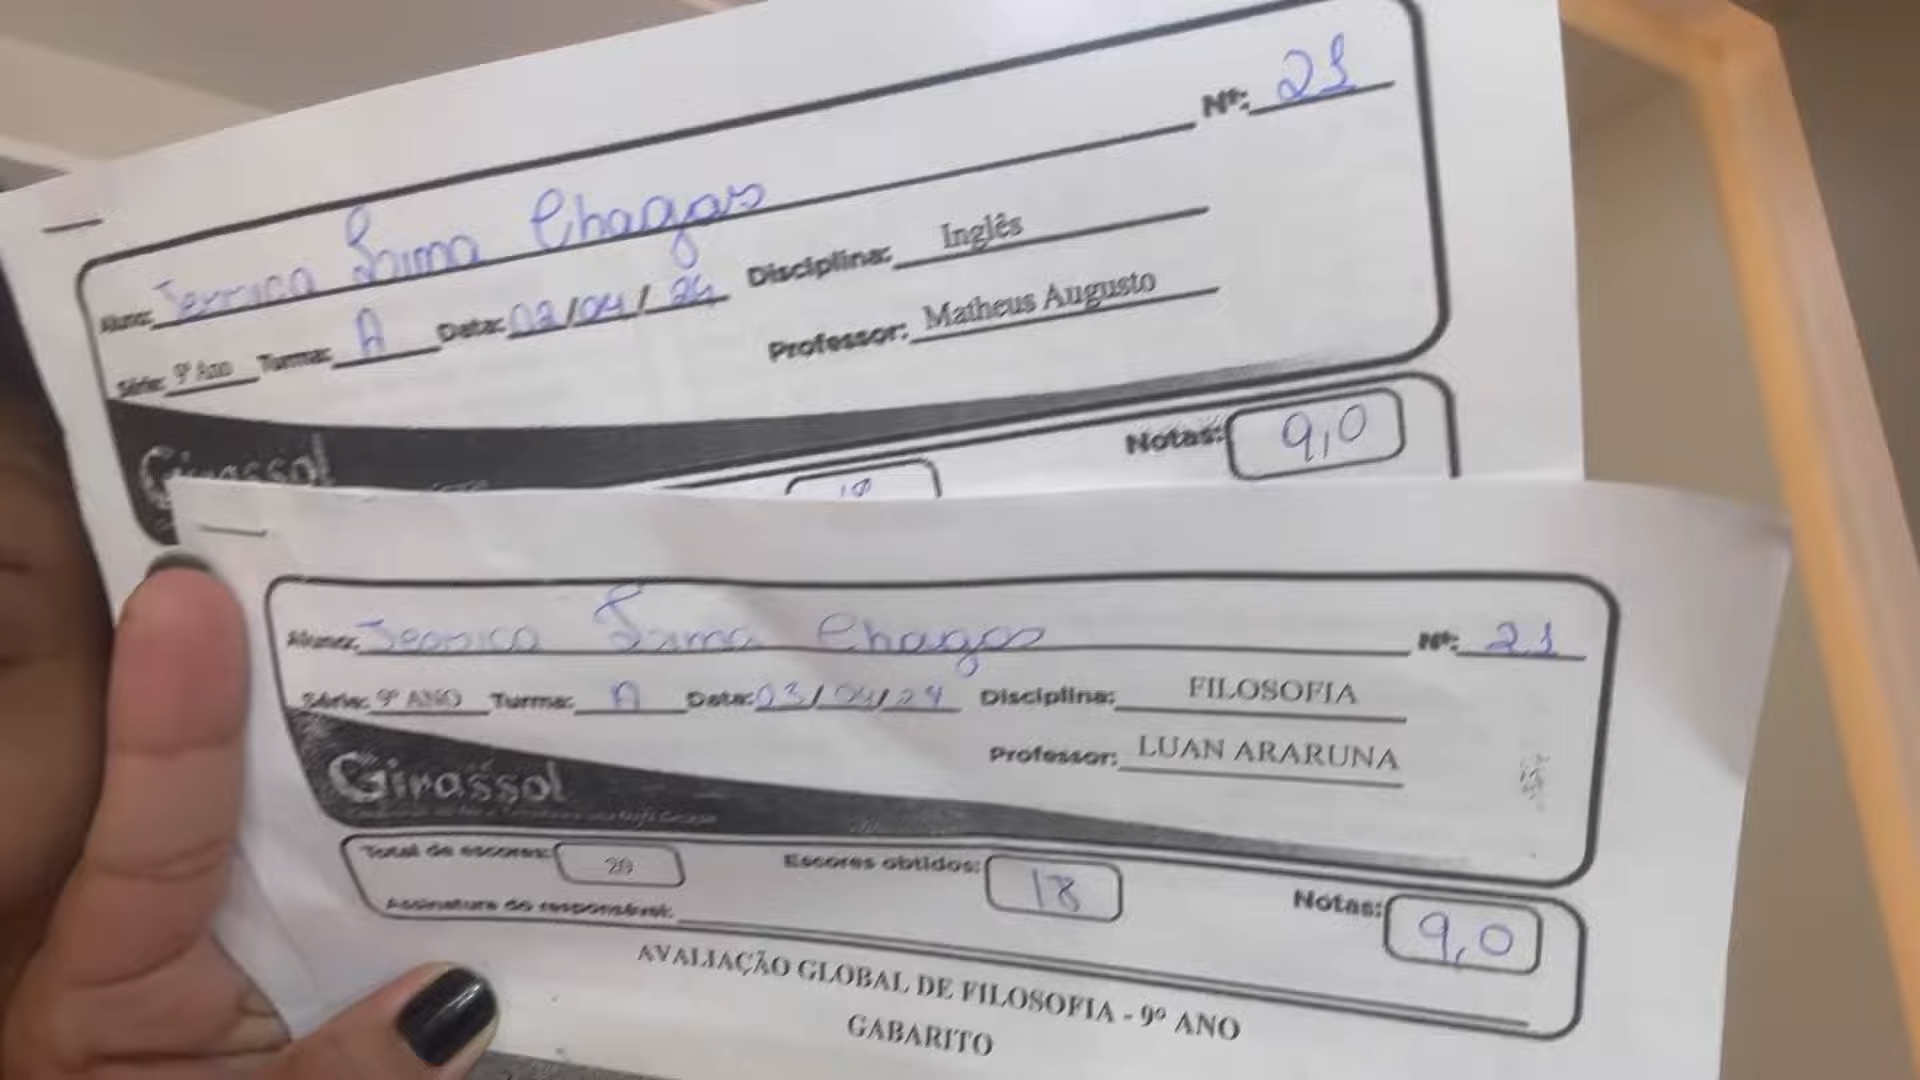 Nº: 21
Aluno: Jessica Lima Chagas
Série: 9º Ano Turma: A Data: 02/04/24 Disciplina: Inglês
Professor: Matheus Augusto
Girassol
Notas: 9,0
Aluno: Jessica Lima Chagas Nº: 21
Série: 9º ANO Turma: A Data: 03/04/24 Disciplina: FILOSOFIA
Professor: LUAN ARARUNA
Girassol
Total de escores: 20 Escores obtidos: 18 Notas: 9,0
Assinatura do responsável:
AVALIAÇÃO GLOBAL DE FILOSOFIA - 9º ANO
GABARITO